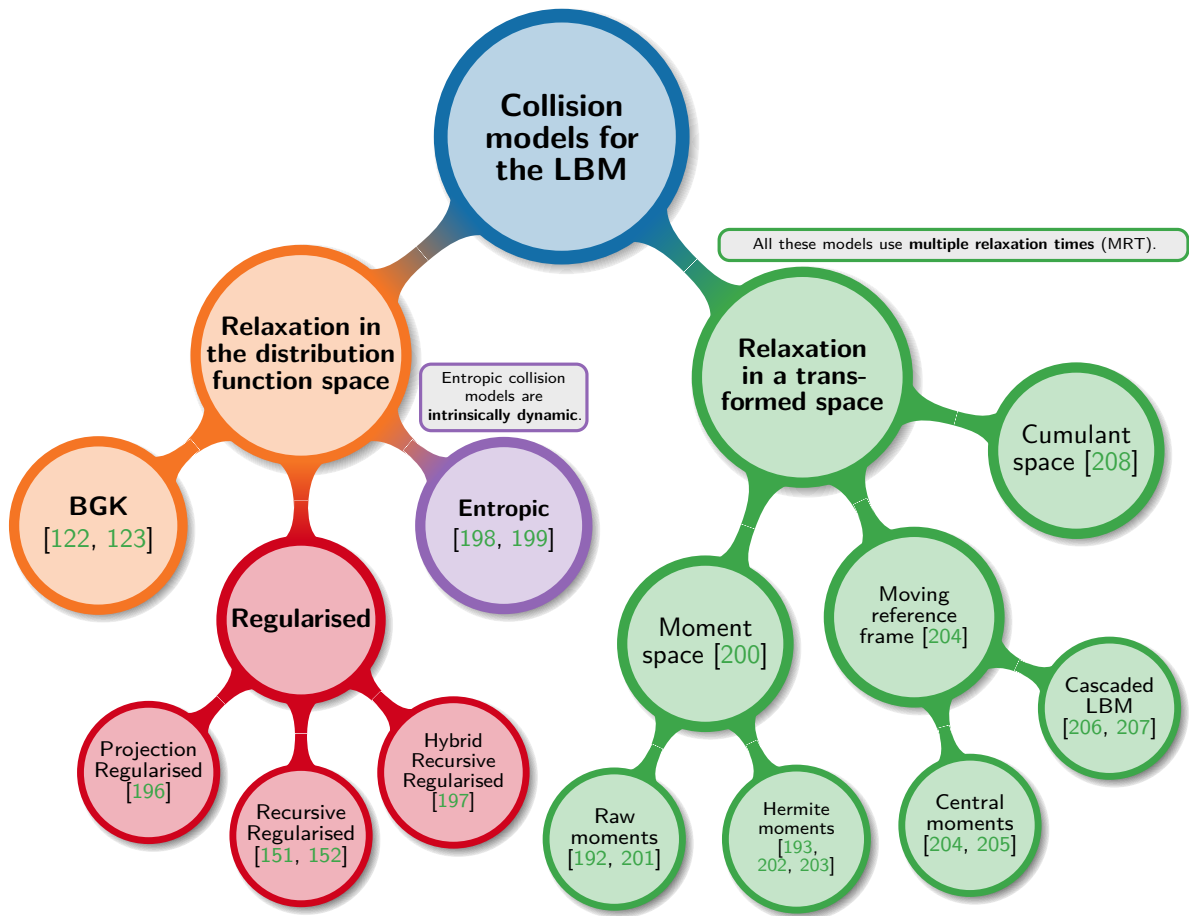 Collision
models for
the LBM
All these models use multiple relaxation times (MRT).
Relaxation in
the distribution
function space
Entropic collision
models are
intrinsically dynamic.
Relaxation
in a trans-
formed space
BGK
[122, 123]
Entropic
[198, 199]
Cumulant
space [208]
Regularised
Moment
space [200]
Moving
reference
frame [204]
Projection
Regularised
[196]
Recursive
Regularised
[151, 152]
Hybrid
Recursive
Regularised
[197]
Raw
moments
[192, 201]
Hermite
moments
[193,
202, 203]
Central
moments
[204, 205]
Cascaded
LBM
[206, 207]